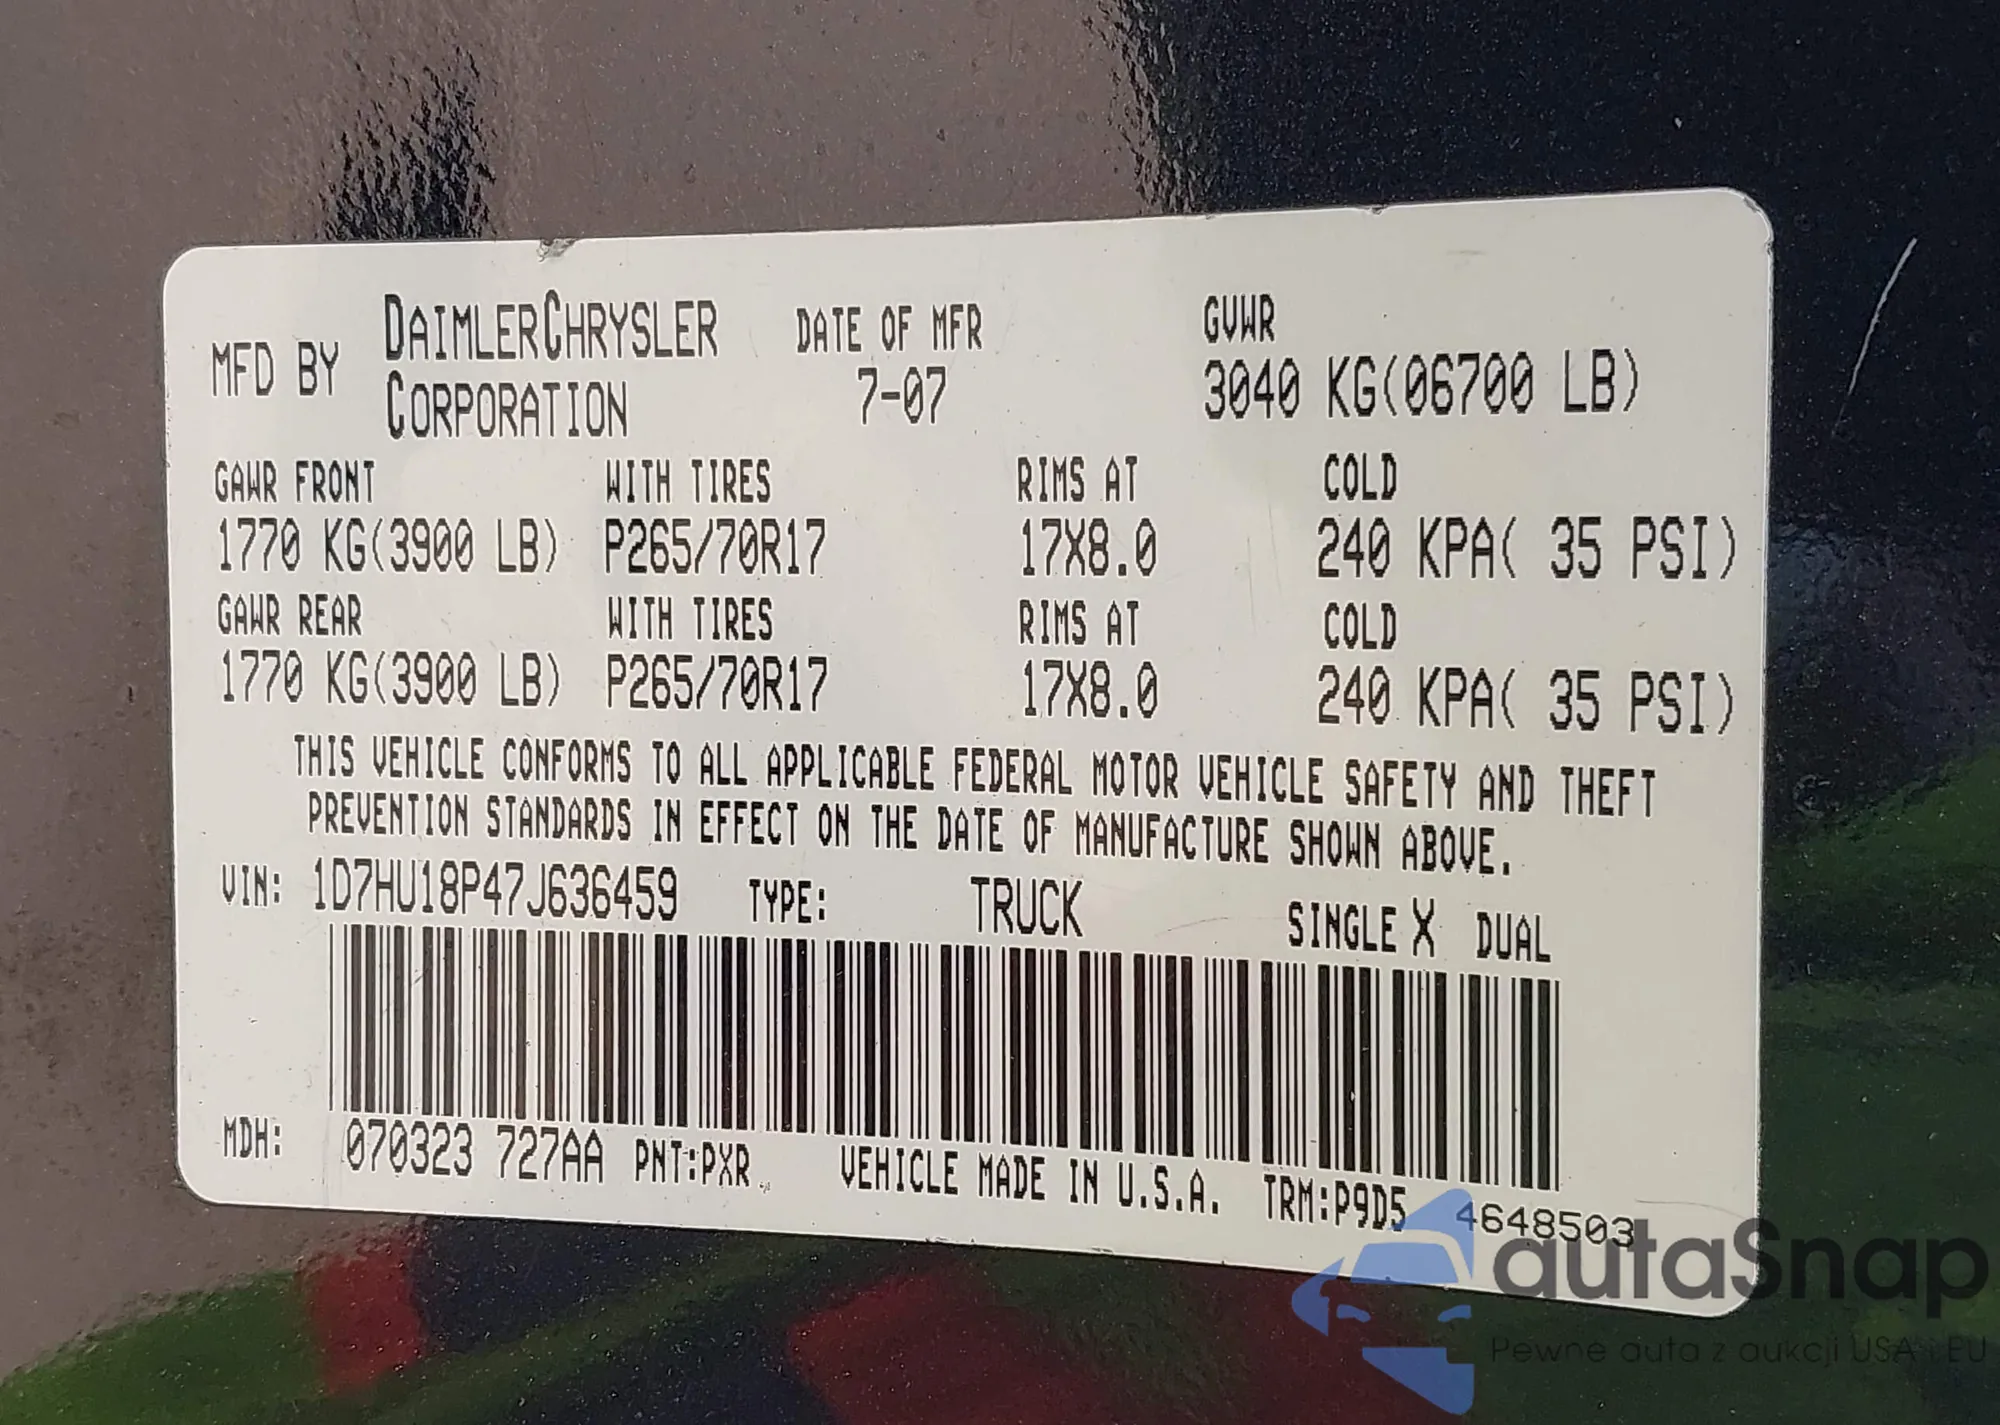 MFD BY DAIMLERCHRYSLER CORPORATION DATE OF MFR 7-07 GVWR 3040 KG(06700 LB)
GAWR FRONT WITH TIRES RIMS AT COLD
1770 KG(3900 LB) P265/70R17 17X8.0 240 KPA( 35 PSI)
GAWR REAR WITH TIRES RIMS AT COLD
1770 KG(3900 LB) P265/70R17 17X8.0 240 KPA( 35 PSI)
THIS VEHICLE CONFORMS TO ALL APPLICABLE FEDERAL MOTOR VEHICLE SAFETY AND THEFT
PREVENTION STANDARDS IN EFFECT ON THE DATE OF MANUFACTURE SHOWN ABOVE.
VIN: 1D7HU18P47J636459 TYPE: TRUCK SINGLE X DUAL
MDH: 070323 727AA PNT:PXR VEHICLE MADE IN U.S.A. TRM:P9D5 4648503
autaSnap
Pewne auta z aukcji USA i EU